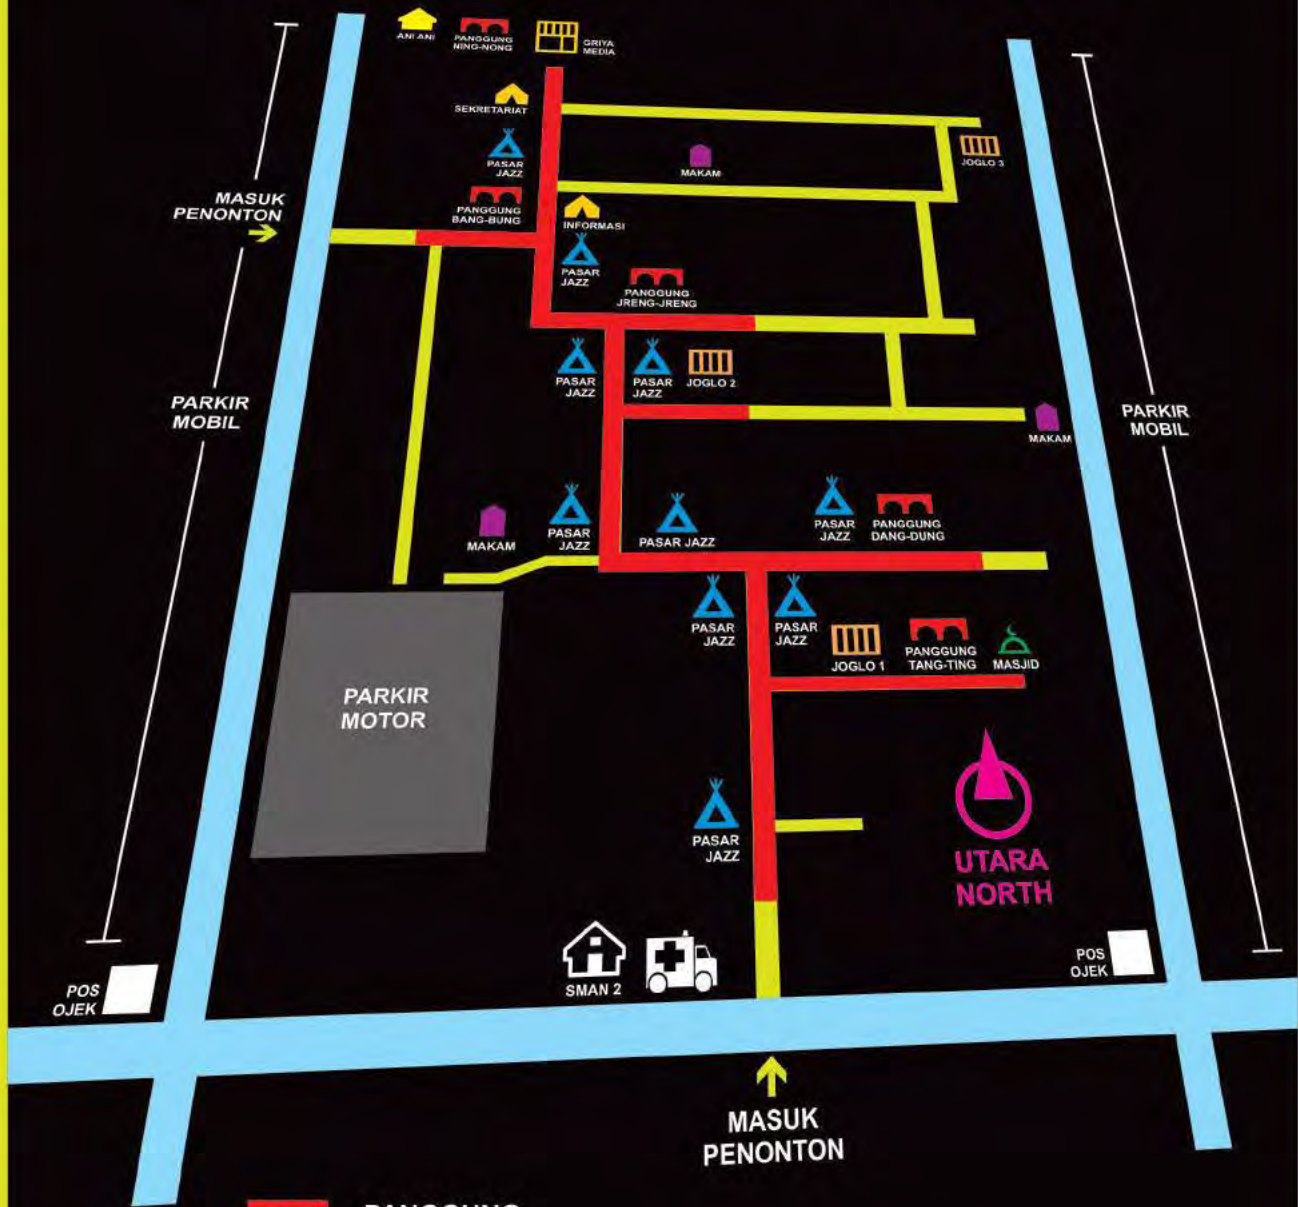 ANI ANI
PANGGUNG
NING-NONG
GRIYA
MEDIA
SEKRETARIAT
PASAR
JAZZ
MAKAM
JOGLO 3
MASUK
PENONTON
PANGGUNG
BANG-BUNG
INFORMASI
PASAR
JAZZ
PANGGUNG
JRENG-JRENG
PASAR
JAZZ
PASAR
JAZZ
JOGLO 2
PARKIR
MOBIL
PARKIR
MOBIL
MAKAM
MAKAM
PASAR
JAZZ
PASAR JAZZ
PASAR
JAZZ
PANGGUNG
DANG-DUNG
PASAR
JAZZ
PASAR
JAZZ
JOGLO 1
PANGGUNG
TANG-TING
MASJID
PARKIR
MOTOR
PASAR
JAZZ
UTARA
NORTH
SMAN 2
POS
OJEK
POS
OJEK
MASUK
PENONTON
PANGGUNG